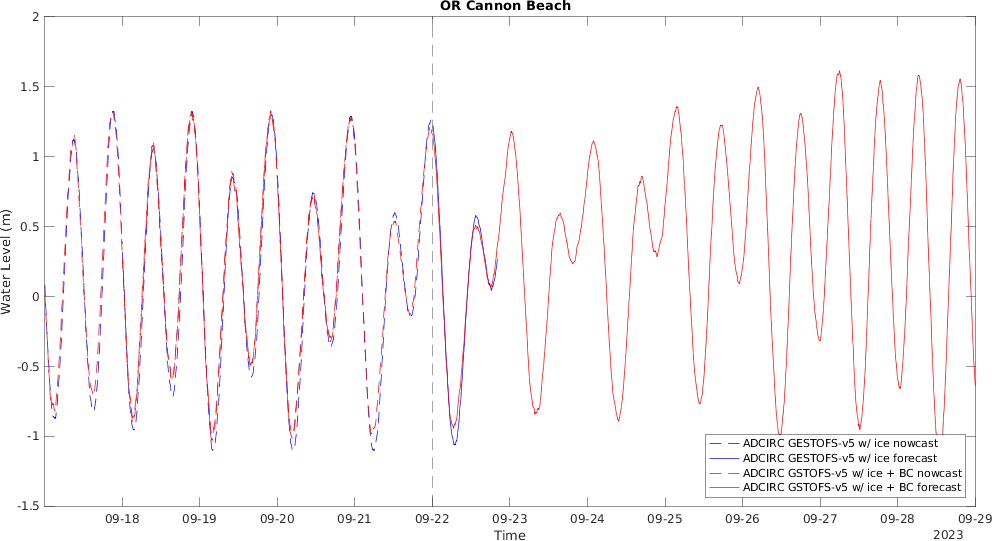 OR Cannon Beach
2
1.5
1
0.5
0
-0.5
-1
-1.5
Water Level (m)
ADCIRC GESTOFS-v5 w/ ice nowcast
ADCIRC GESTOFS-v5 w/ ice forecast
ADCIRC GSTOFS-v5 w/ ice + BC nowcast
ADCIRC GSTOFS-v5 w/ ice + BC forecast
09-18 09-19 09-20 09-21 09-22 09-23 09-24 09-25 09-26 09-27 09-28 09-29
Time
2023